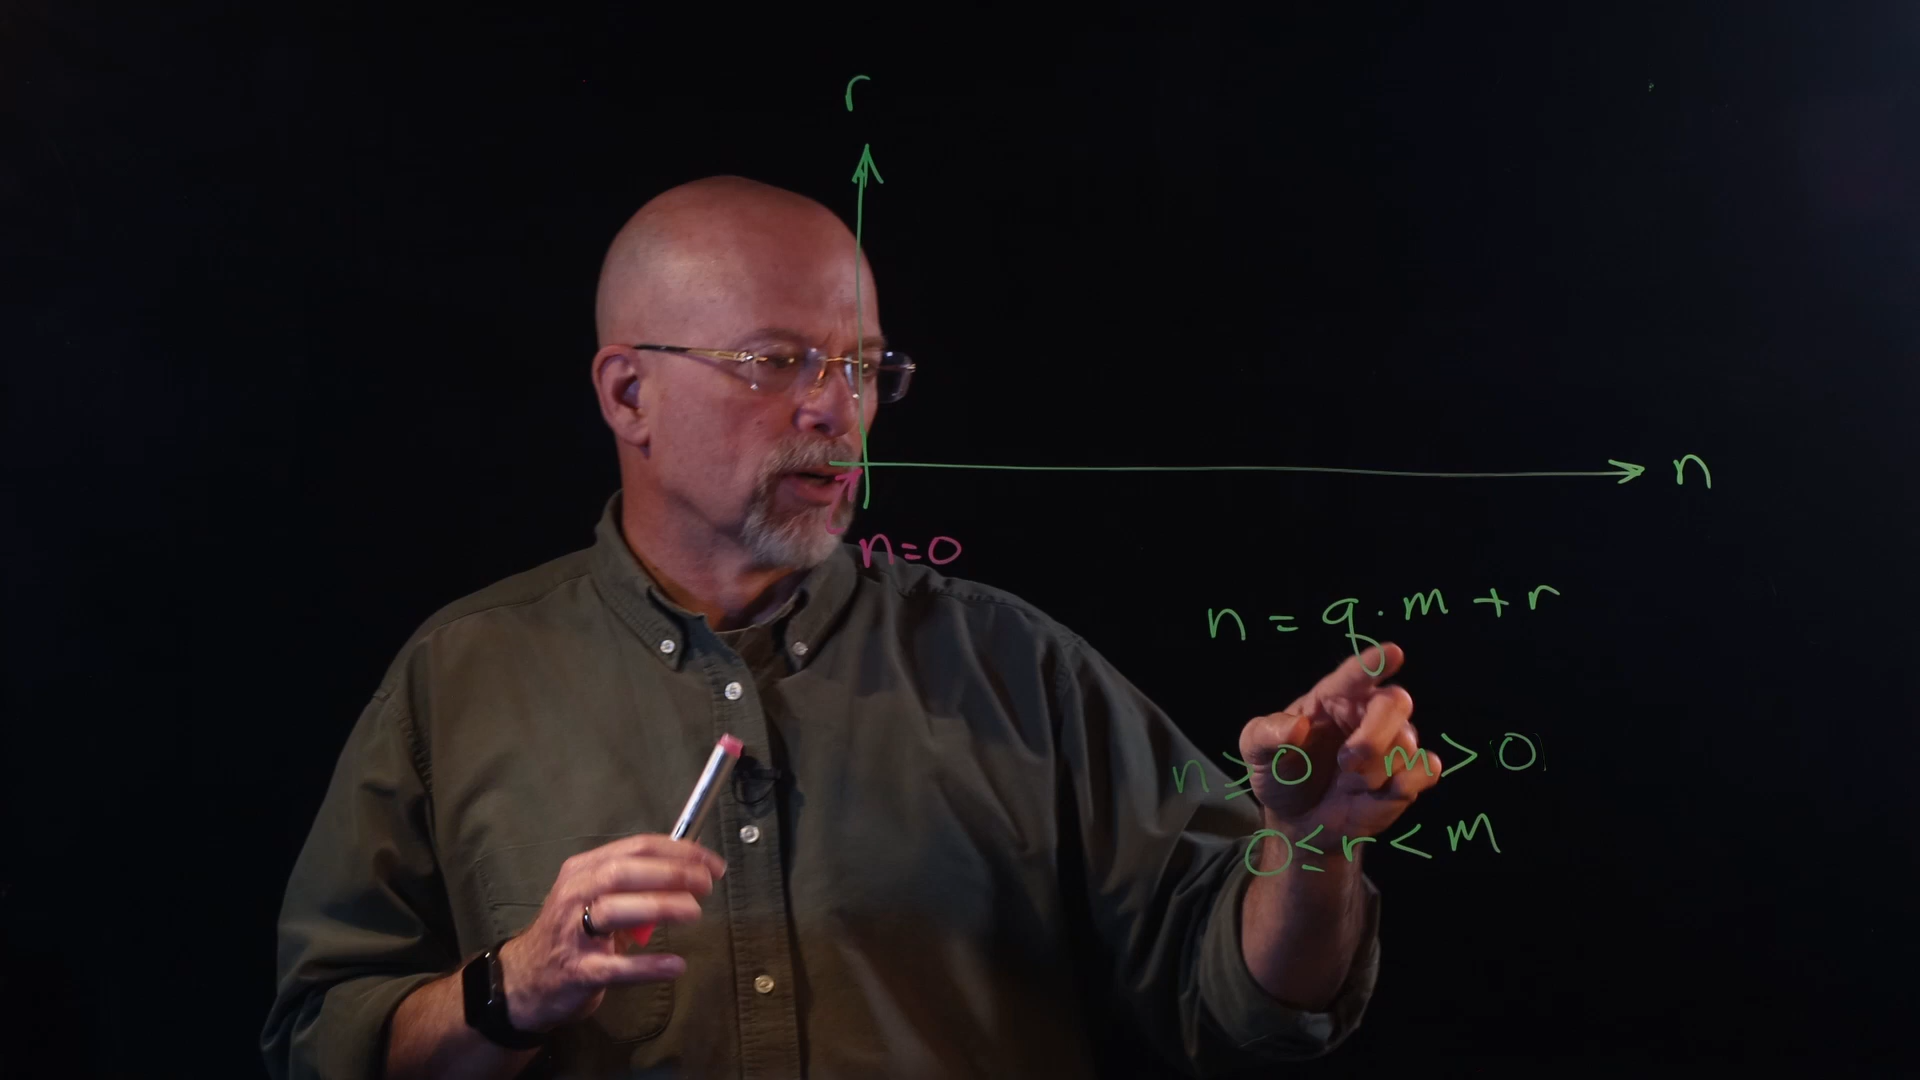 r
n
n=0
n = q·m + r
n ≥ 0 m > 0
0 ≤ r < m